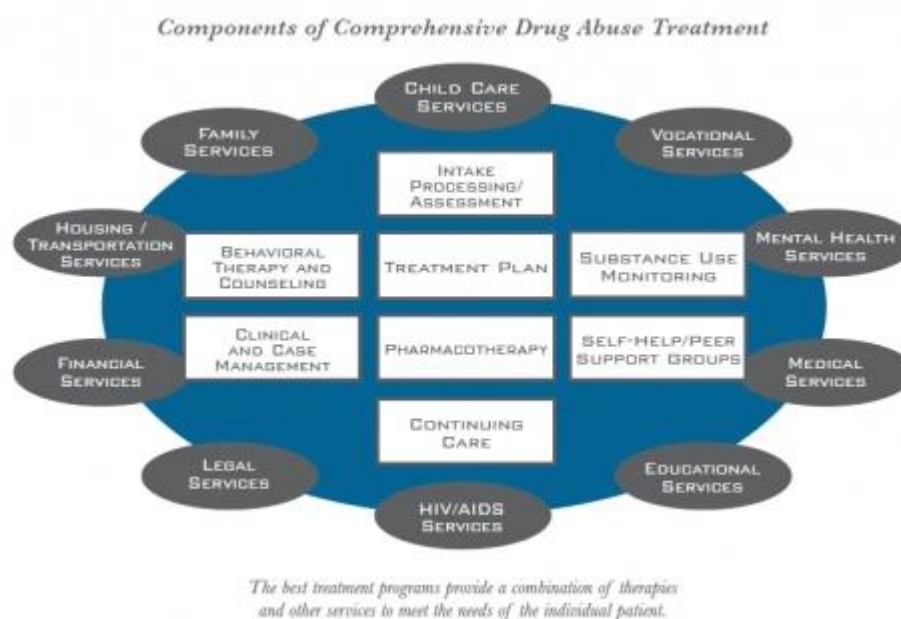 Components of Comprehensive Drug Abuse Treatment
CHILD CARE
SERVICES
FAMILY
SERVICES
VOCATIONAL
SERVICES
INTAKE
PROCESSING/
ASSESSMENT
HOUSING /
TRANSPORTATION
SERVICES
MENTAL HEALTH
SERVICES
BEHAVIORAL
THERAPY AND
COUNSELING
TREATMENT PLAN
SUBSTANCE USE
MONITORING
CLINICAL
AND CASE
MANAGEMENT
PHARMACOTHERAPY
SELF-HELP/PEER
SUPPORT GROUPS
FINANCIAL
SERVICES
MEDICAL
SERVICES
CONTINUING
CARE
LEGAL
SERVICES
EDUCATIONAL
SERVICES
HIV/AIDS
SERVICES
The best treatment programs provide a combination of therapies
and other services to meet the needs of the individual patient.